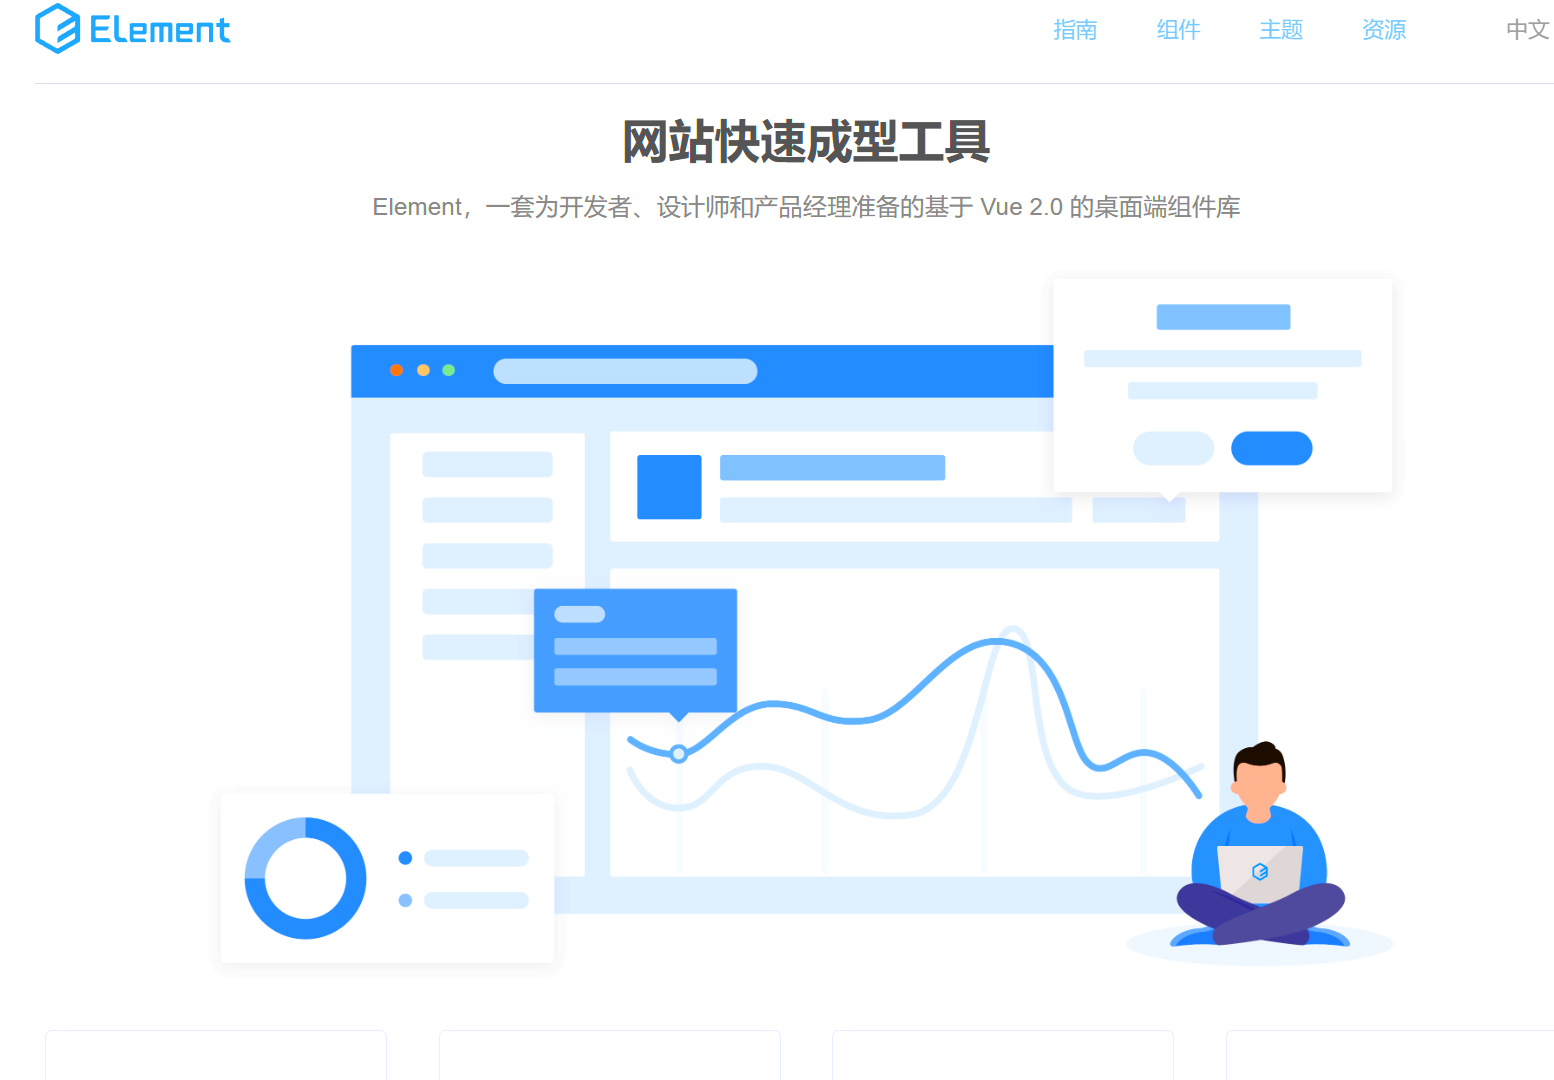 Element
指南 组件 主题 资源 中文
网站快速成型工具
Element，一套为开发者、设计师和产品经理准备的基于 Vue 2.0 的桌面端组件库